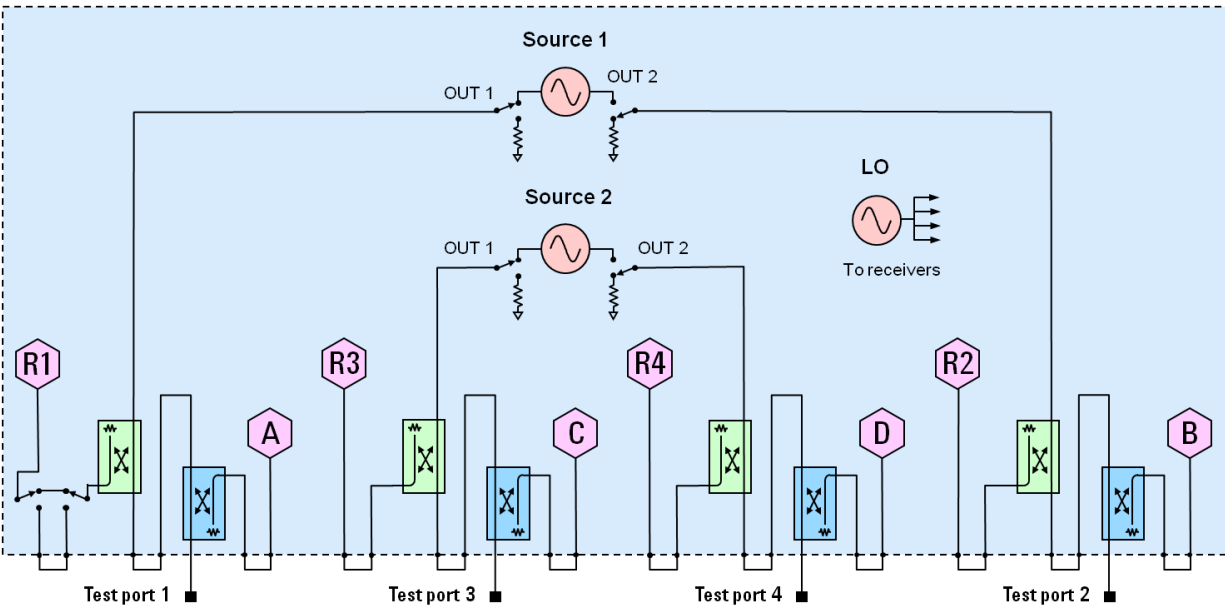 Source 1
OUT 1
OUT 2
LO
Source 2
OUT 1
OUT 2
To receivers
R1
R3
R4
R2
A
C
D
B
Test port 1
Test port 3
Test port 4
Test port 2